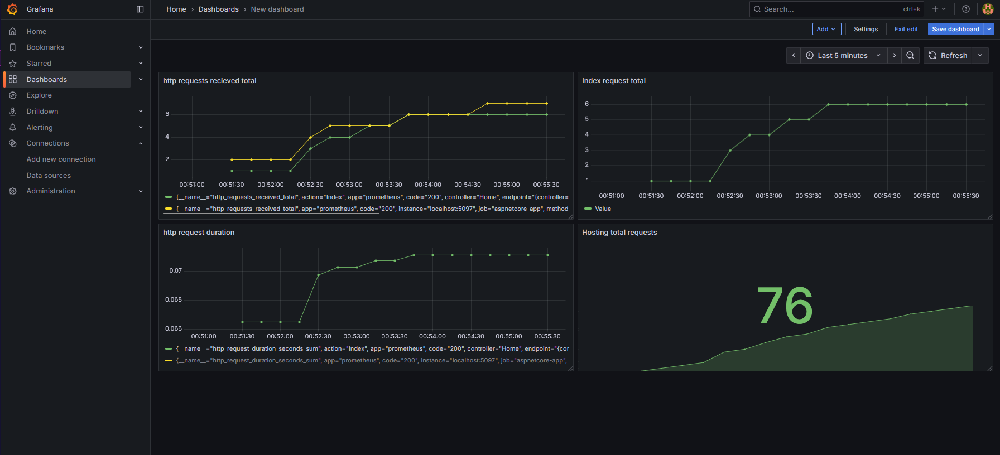 Grafana
Home › Dashboards › New dashboard
Search...
ctrl+k
Add
Settings
Exit edit
Save dashboard
Home
Bookmarks
Starred
Dashboards
Explore
Drilldown
Alerting
Connections
Add new connection
Data sources
Administration
Last 5 minutes
Refresh
http requests recieved total
6
4
2
00:51:00 00:51:30 00:52:00 00:52:30 00:53:00 00:53:30 00:54:00 00:54:30 00:55:00 00:55:30
{__name__="http_requests_received_total", action="Index", app="prometheus", code="200", controller="Home", endpoint="{controller=
{__name__="http_requests_received_total", app="prometheus", code="200", instance="localhost:5097", job="aspnetcore-app", method
Index request total
6
5
4
3
2
1
00:51:00 00:51:30 00:52:00 00:52:30 00:53:00 00:53:30 00:54:00 00:54:30 00:55:00 00:55:30
Value
http request duration
0.07
0.068
0.066
00:51:00 00:51:30 00:52:00 00:52:30 00:53:00 00:53:30 00:54:00 00:54:30 00:55:00 00:55:30
{__name__="http_request_duration_seconds_sum", action="Index", app="prometheus", code="200", controller="Home", endpoint="{cor
{__name__="http_request_duration_seconds_sum", app="prometheus", code="200", instance="localhost:5097", job="aspnetcore-app",
Hosting total requests
76